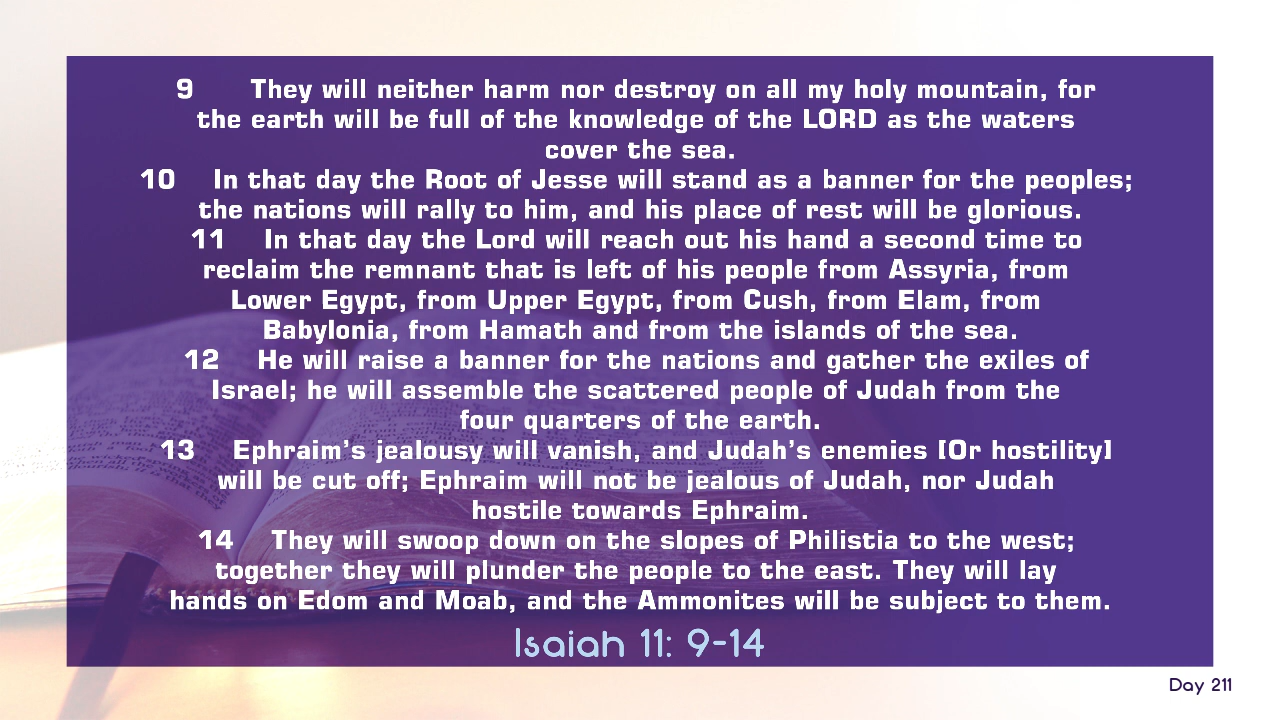 9 They will neither harm nor destroy on all my holy mountain, for
the earth will be full of the knowledge of the LORD as the waters
cover the sea.
10 In that day the Root of Jesse will stand as a banner for the peoples;
the nations will rally to him, and his place of rest will be glorious.
11 In that day the Lord will reach out his hand a second time to
reclaim the remnant that is left of his people from Assyria, from
Lower Egypt, from Upper Egypt, from Cush, from Elam, from
Babylonia, from Hamath and from the islands of the sea.
12 He will raise a banner for the nations and gather the exiles of
Israel; he will assemble the scattered people of Judah from the
four quarters of the earth.
13 Ephraim’s jealousy will vanish, and Judah’s enemies [Or hostility]
will be cut off; Ephraim will not be jealous of Judah, nor Judah
hostile towards Ephraim.
14 They will swoop down on the slopes of Philistia to the west;
together they will plunder the people to the east. They will lay
hands on Edom and Moab, and the Ammonites will be subject to them.
Isaiah 11: 9-14
Day 211